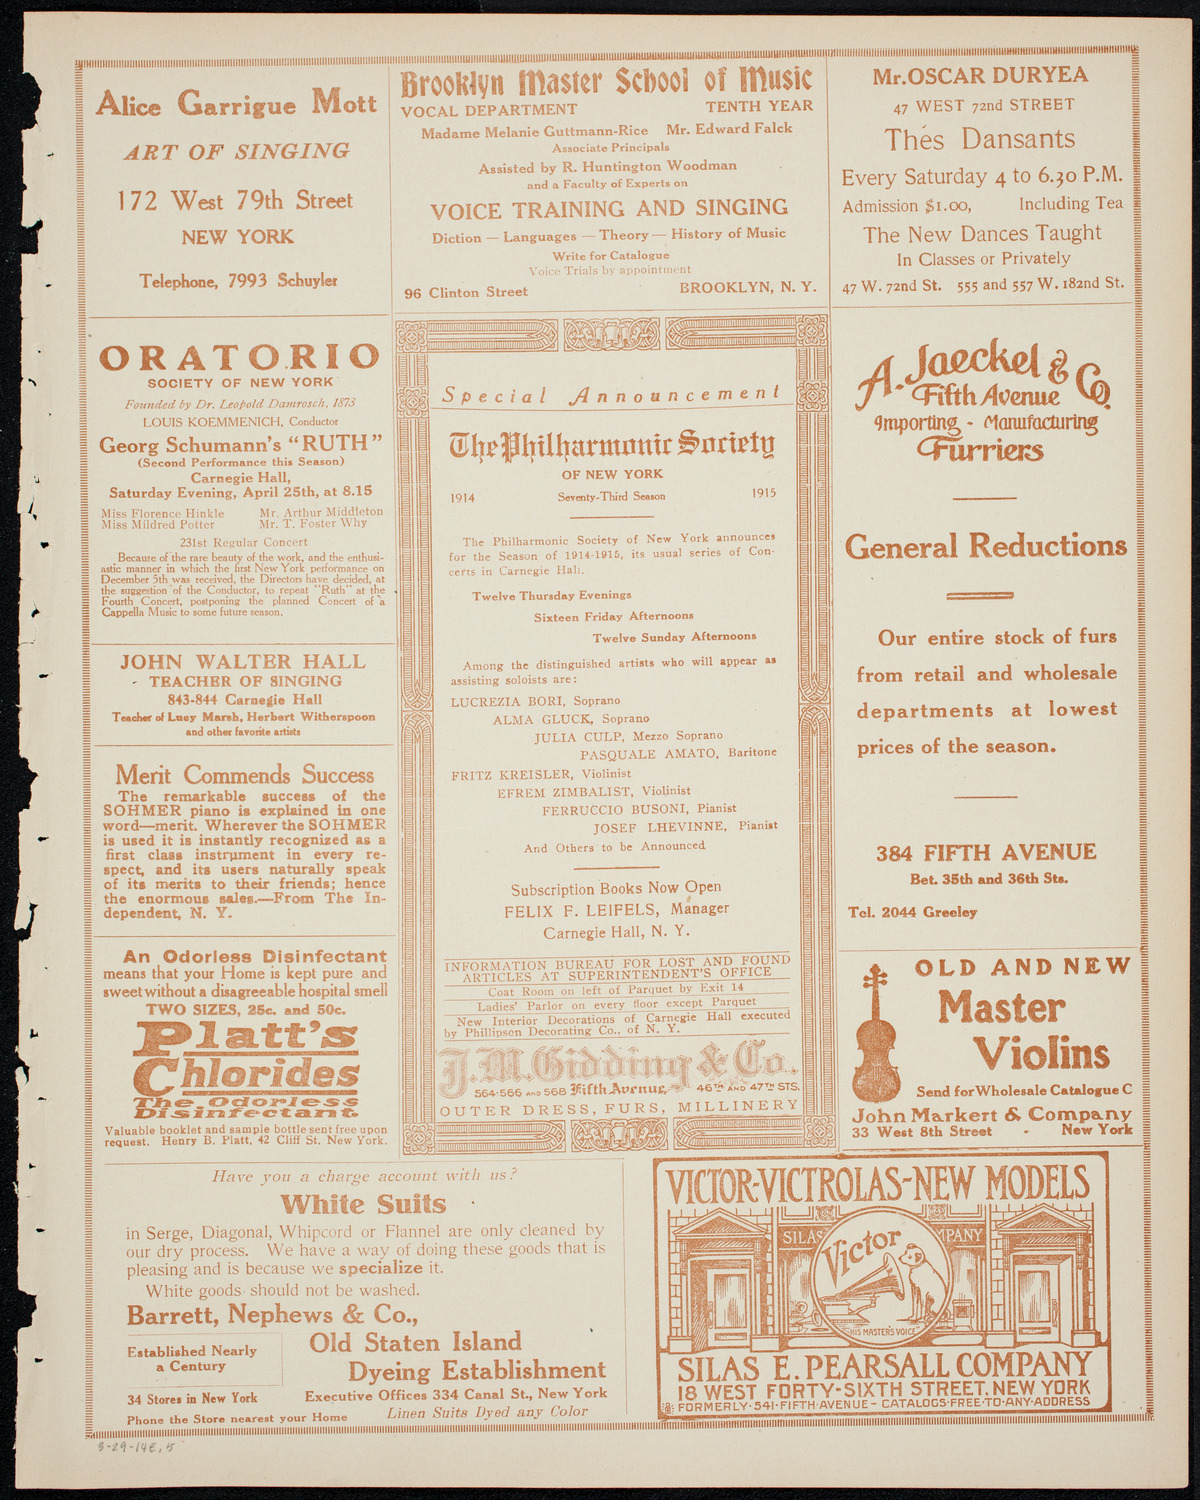 Alice Garrigue Mott
ART OF SINGING
172 West 79th Street
NEW YORK
Telephone, 7993 Schuyler
Brooklyn Master School of Music
VOCAL DEPARTMENT TENTH YEAR
Madame Melanie Guttmann-Rice Mr. Edward Falck
Associate Principals
Assisted by R. Huntington Woodman
and a Faculty of Experts on
VOICE TRAINING AND SINGING
Diction — Languages — Theory — History of Music
Write for Catalogue
Voice Trials by appointment
96 Clinton Street BROOKLYN, N. Y.
Mr. OSCAR DURYEA
47 WEST 72nd STREET
Thés Dansants
Every Saturday 4 to 6.30 P.M.
Admission $1.00, Including Tea
The New Dances Taught
In Classes or Privately
47 W. 72nd St. 555 and 557 W. 182nd St.
ORATORIO
SOCIETY OF NEW YORK
Founded by Dr. Leopold Damrosch, 1873
LOUIS KOEMMENICH, Conductor
Georg Schumann's "RUTH"
(Second Performance this Season)
Carnegie Hall,
Saturday Evening, April 25th, at 8.15
Miss Florence Hinkle Mr. Arthur Middleton
Miss Mildred Potter Mr. T. Foster Why
231st Regular Concert
Because of the rare beauty of the work, and the enthusi-
astic manner in which the first New York performance on
December 5th was received, the Directors have decided, at
the suggestion of the Conductor, to repeat "Ruth" at the
Fourth Concert, postponing the planned Concert of a
Cappella Music to some future season.
JOHN WALTER HALL
TEACHER OF SINGING
843-844 Carnegie Hall
Teacher of Lucy Marsh, Herbert Witherspoon
and other favorite artists
Merit Commends Success
The remarkable success of the
SOHMER piano is explained in one
word—merit. Wherever the SOHMER
is used it is instantly recognized as a
first class instrument in every re-
spect, and its users naturally speak
of its merits to their friends; hence
the enormous sales.—From The In-
dependent, N. Y.
An Odorless Disinfectant
means that your Home is kept pure and
sweet without a disagreeable hospital smell
TWO SIZES, 25c. and 50c.
Platt's
Chlorides
The Odorless
Disinfectant.
Valuable booklet and sample bottle sent free upon
request. Henry B. Platt, 42 Cliff St. New York.
Special Announcement
The Philharmonic Society
OF NEW YORK
1914 Seventy-Third Season 1915
The Philharmonic Society of New York announces
for the Season of 1914-1915, its usual series of Con-
certs in Carnegie Hall.
Twelve Thursday Evenings
Sixteen Friday Afternoons
Twelve Sunday Afternoons
Among the distinguished artists who will appear as
assisting soloists are:
LUCREZIA BORI, Soprano
ALMA GLUCK, Soprano
JULIA CULP, Mezzo Soprano
PASQUALE AMATO, Baritone
FRITZ KREISLER, Violinist
EFREM ZIMBALIST, Violinist
FERRUCCIO BUSONI, Pianist
JOSEF LHEVINNE, Pianist
And Others to be Announced
Subscription Books Now Open
FELIX F. LEIFELS, Manager
Carnegie Hall, N. Y.
INFORMATION BUREAU FOR LOST AND FOUND
ARTICLES AT SUPERINTENDENT'S OFFICE
Coat Room on left of Parquet by Exit 14
Ladies' Parlor on every floor except Parquet
New Interior Decorations of Carnegie Hall executed
by Phillipson Decorating Co., of N. Y.
J. M. Gidding & Co.
564-566 AND 568 Fifth Avenue, 46TH AND 47TH STS.
OUTER DRESS, FURS, MILLINERY
A. Jaeckel & Co.
Fifth Avenue
Importing - Manufacturing
Furriers
General Reductions
Our entire stock of furs
from retail and wholesale
departments at lowest
prices of the season.
384 FIFTH AVENUE
Bet. 35th and 36th Sts.
Tel. 2044 Greeley
OLD AND NEW
Master
Violins
Send for Wholesale Catalogue C
John Markert & Company
33 West 8th Street - New York
Have you a charge account with us?
White Suits
in Serge, Diagonal, Whipcord or Flannel are only cleaned by
our dry process. We have a way of doing these goods that is
pleasing and is because we specialize it.
White goods should not be washed.
Barrett, Nephews & Co.,
Old Staten Island
Dyeing Establishment
Established Nearly
a Century
34 Stores in New York
Executive Offices 334 Canal St., New York
Phone the Store nearest your Home
Linen Suits Dyed any Color
VICTOR-VICTROLAS-NEW MODELS
SILAS MPANY
Victor
"HIS MASTER'S VOICE"
SILAS E. PEARSALL COMPANY
18 WEST FORTY-SIXTH STREET, NEW YORK
FORMERLY·541·FIFTH·AVENUE - CATALOGS·FREE·TO·ANY·ADDRESS
3-29-14E, 5